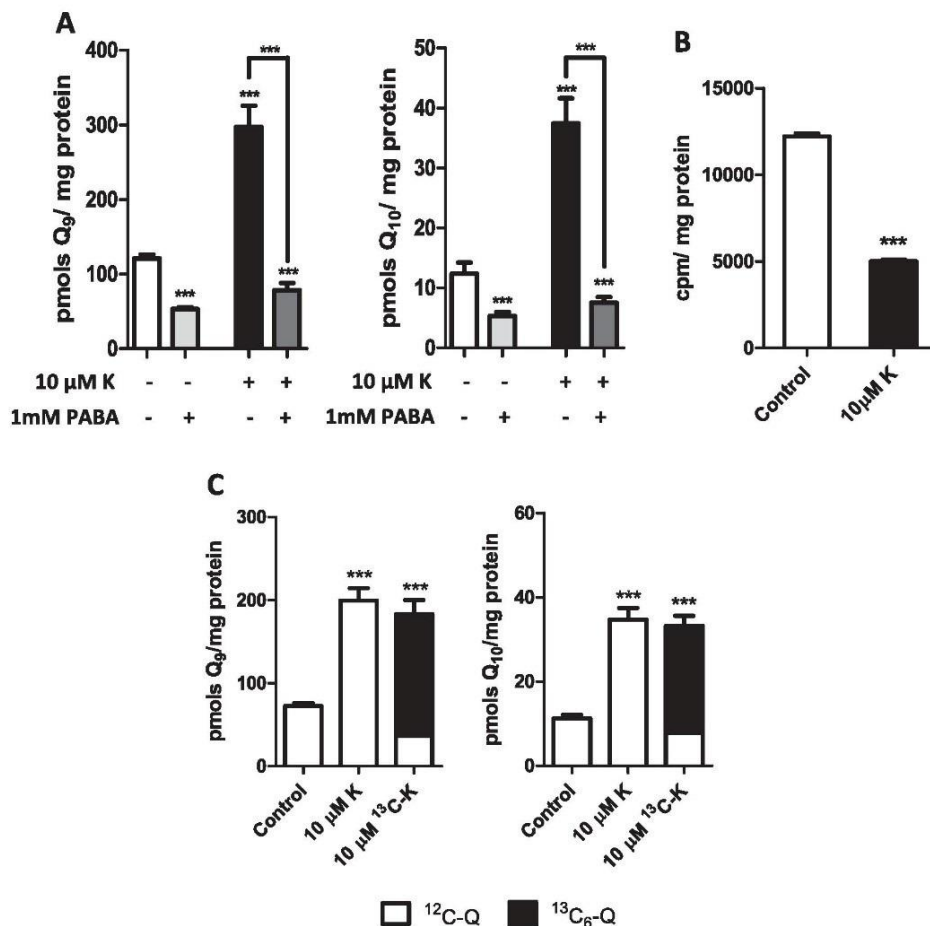 A
pmols Q₉/ mg protein
400
300
200
100
0
***
***
***
***
10 µM K - - + +
1mM PABA - + - +
pmols Q₁₀/ mg protein
50
40
30
20
10
0
***
***
***
***
10 µM K - - + +
1mM PABA - + - +
B
cpm/ mg protein
15000
10000
5000
0
***
Control
10µM K
C
pmols Q₉/mg protein
300
200
100
0
***
***
Control
10 µM K
10 µM ¹³C-K
pmols Q₁₀/mg protein
60
40
20
0
***
***
Control
10 µM K
10 µM ¹³C-K
¹²C-Q ¹³C₆-Q